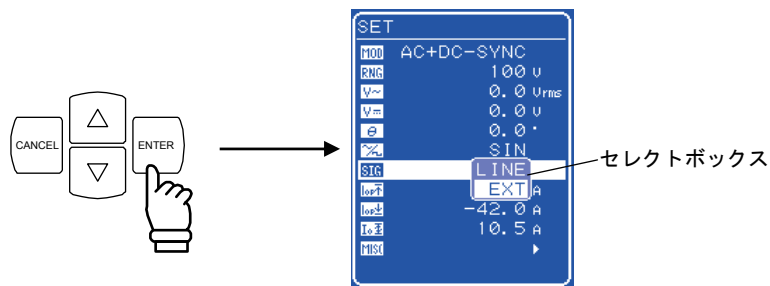 CANCEL
△
▽
ENTER
SET
MOD AC+DC-SYNC
RNG 100 V
V~ 0.0 Vrms
V⎓ 0.0 V
θ 0.0°
SIN
SIG LINE
EXT A
-42.0 A
10.5 A
MISC ▶
セレクトボックス